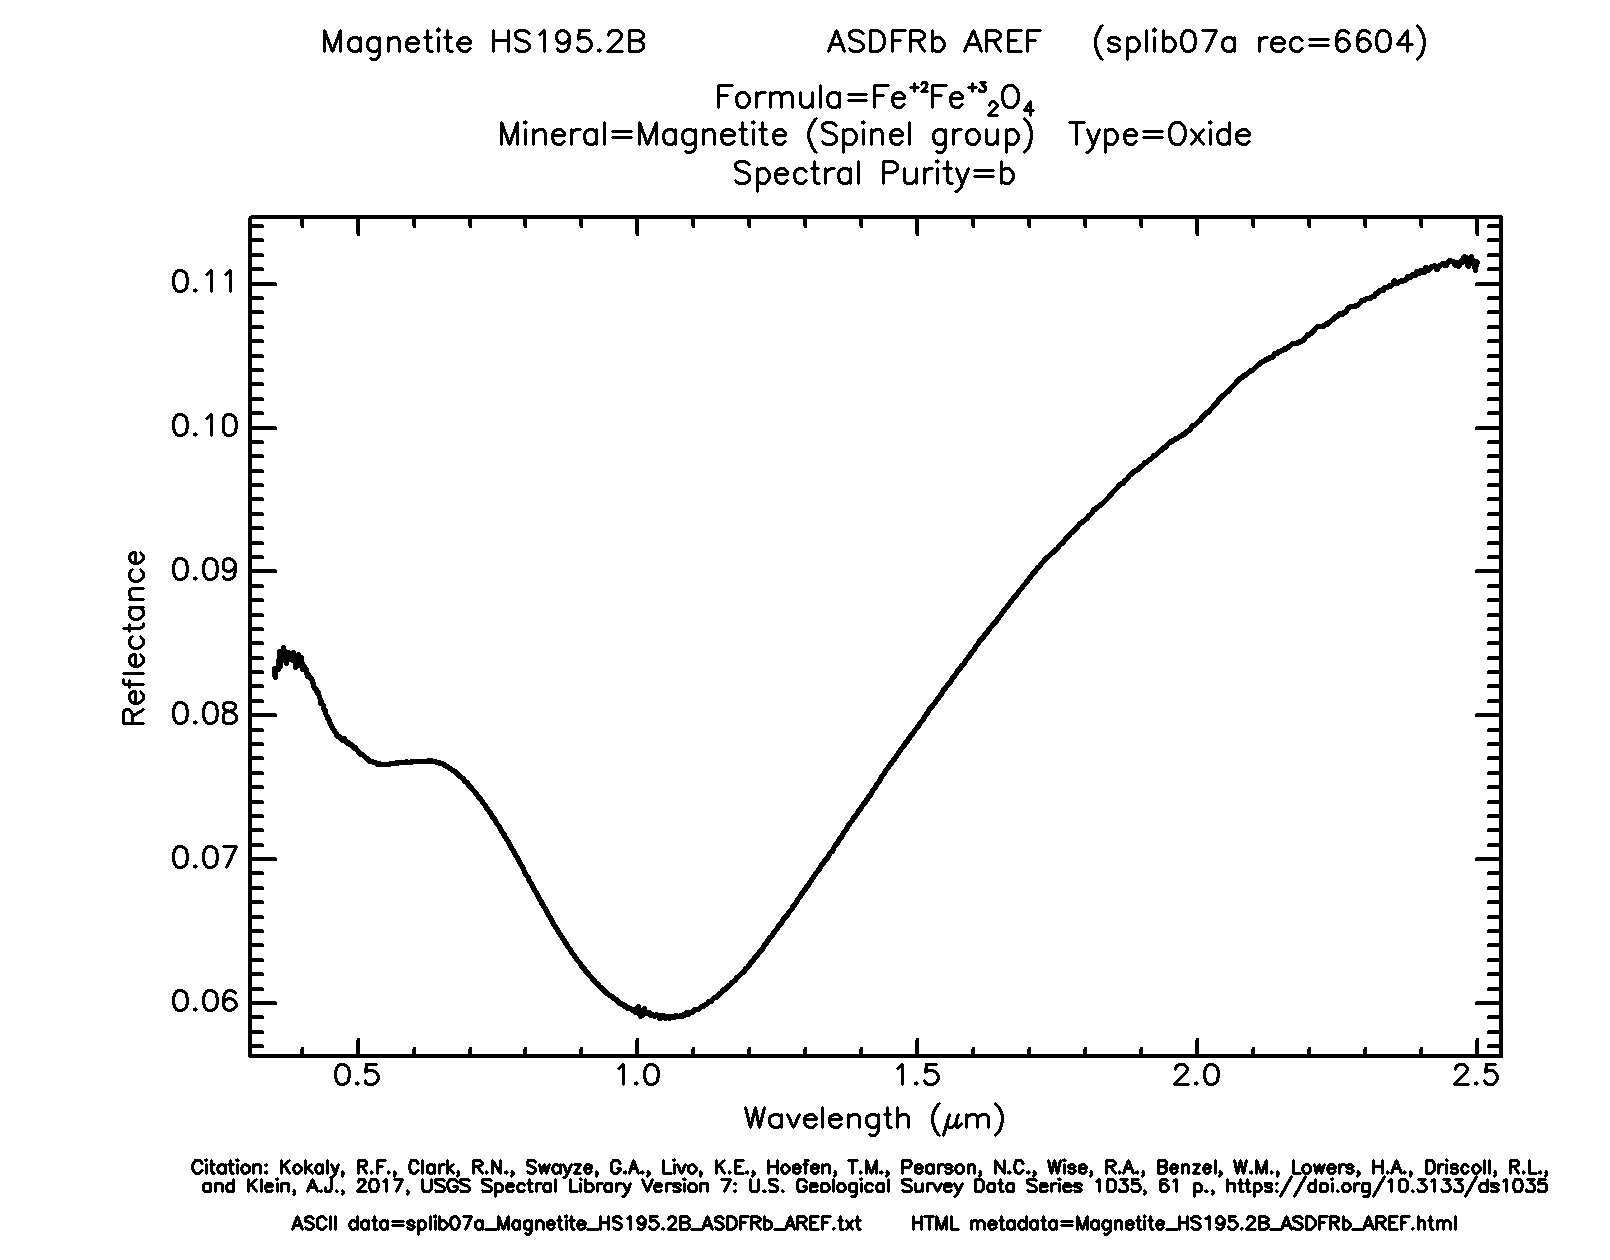 Magnetite HS195.2B ASDFRb AREF (splib07a rec=6604)
Formula=Fe⁺²Fe⁺³₂O₄
Mineral=Magnetite (Spinel group) Type=Oxide
Spectral Purity=b
0.11
0.10
0.09
0.08
0.07
0.06
Reflectance
0.5 1.0 1.5 2.0 2.5
Wavelength (μm)
Citation: Kokaly, R.F., Clark, R.N., Swayze, G.A., Livo, K.E., Hoefen, T.M., Pearson, N.C., Wise, R.A., Benzel, W.M., Lowers, H.A., Driscoll, R.L.,
and Klein, A.J., 2017, USGS Spectral Library Version 7: U.S. Geological Survey Data Series 1035, 61 p., https://doi.org/10.3133/ds1035
ASCII data=splib07a_Magnetite_HS195.2B_ASDFRb_AREF.txt HTML metadata=Magnetite_HS195.2B_ASDFRb_AREF.html